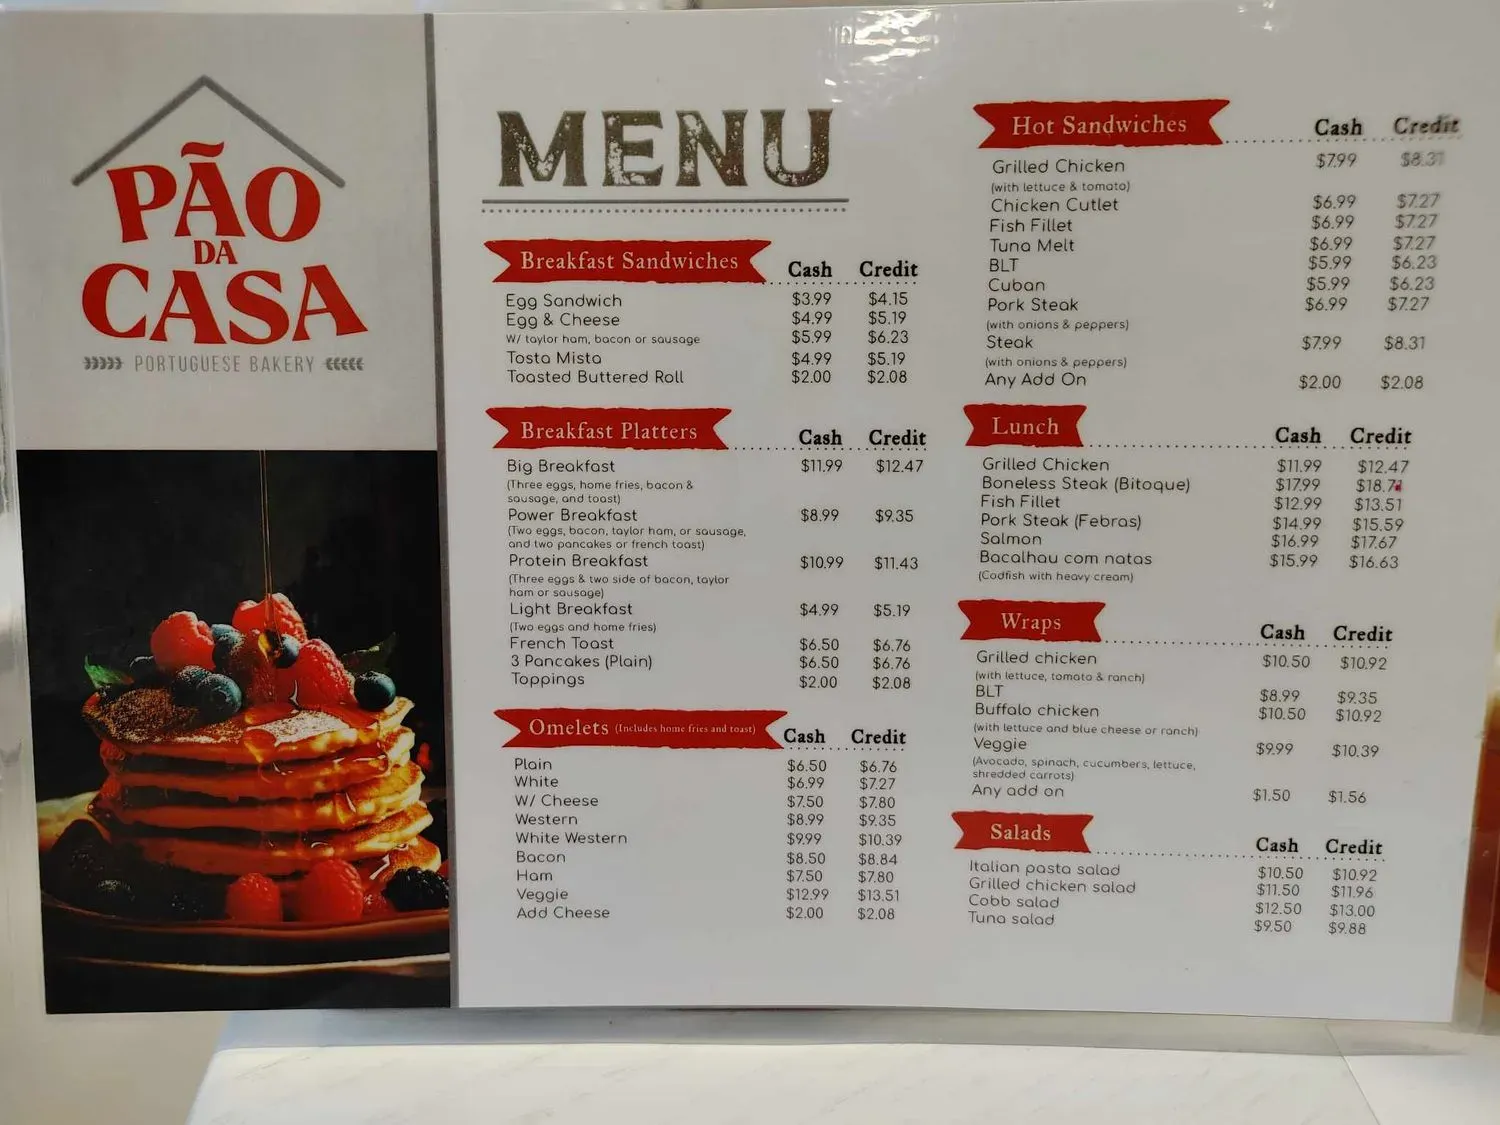 PÃO
DA
CASA
PORTUGUESE BAKERY
MENU
Breakfast Sandwiches Cash Credit
Egg Sandwich $3.99 $4.15
Egg & Cheese $4.99 $5.19
W/ taylor ham, bacon or sausage $5.99 $6.23
Tosta Mista $4.99 $5.19
Toasted Buttered Roll $2.00 $2.08
Breakfast Platters Cash Credit
Big Breakfast $11.99 $12.47
(Three eggs, home fries, bacon &
sausage, and toast)
Power Breakfast $8.99 $9.35
(Two eggs, bacon, taylor ham, or sausage,
and two pancakes or french toast)
Protein Breakfast $10.99 $11.43
(Three eggs & two side of bacon, taylor
ham or sausage)
Light Breakfast $4.99 $5.19
(Two eggs and home fries)
French Toast $6.50 $6.76
3 Pancakes (Plain) $6.50 $6.76
Toppings $2.00 $2.08
Omelets (Includes home fries and toast) Cash Credit
Plain $6.50 $6.76
White $6.99 $7.27
W/ Cheese $7.50 $7.80
Western $8.99 $9.35
White Western $9.99 $10.39
Bacon $8.50 $8.84
Ham $7.50 $7.80
Veggie $12.99 $13.51
Add Cheese $2.00 $2.08
Hot Sandwiches Cash Credit
Grilled Chicken $7.99 $8.31
(with lettuce & tomato)
Chicken Cutlet $6.99 $7.27
Fish Fillet $6.99 $7.27
Tuna Melt $6.99 $7.27
BLT $5.99 $6.23
Cuban $5.99 $6.23
Pork Steak $6.99 $7.27
(with onions & peppers)
Steak $7.99 $8.31
(with onions & peppers)
Any Add On $2.00 $2.08
Lunch Cash Credit
Grilled Chicken $11.99 $12.47
Boneless Steak (Bitoque) $17.99 $18.71
Fish Fillet $12.99 $13.51
Pork Steak (Febras) $14.99 $15.59
Salmon $16.99 $17.67
Bacalhau com natas $15.99 $16.63
(Codfish with heavy cream)
Wraps Cash Credit
Grilled chicken $10.50 $10.92
(with lettuce, tomato & ranch)
BLT $8.99 $9.35
Buffalo chicken $10.50 $10.92
(with lettuce and blue cheese or ranch)
Veggie $9.99 $10.39
(Avocado, spinach, cucumbers, lettuce,
shredded carrots)
Any add on $1.50 $1.56
Salads Cash Credit
Italian pasta salad $10.50 $10.92
Grilled chicken salad $11.50 $11.96
Cobb salad $12.50 $13.00
Tuna salad $9.50 $9.88